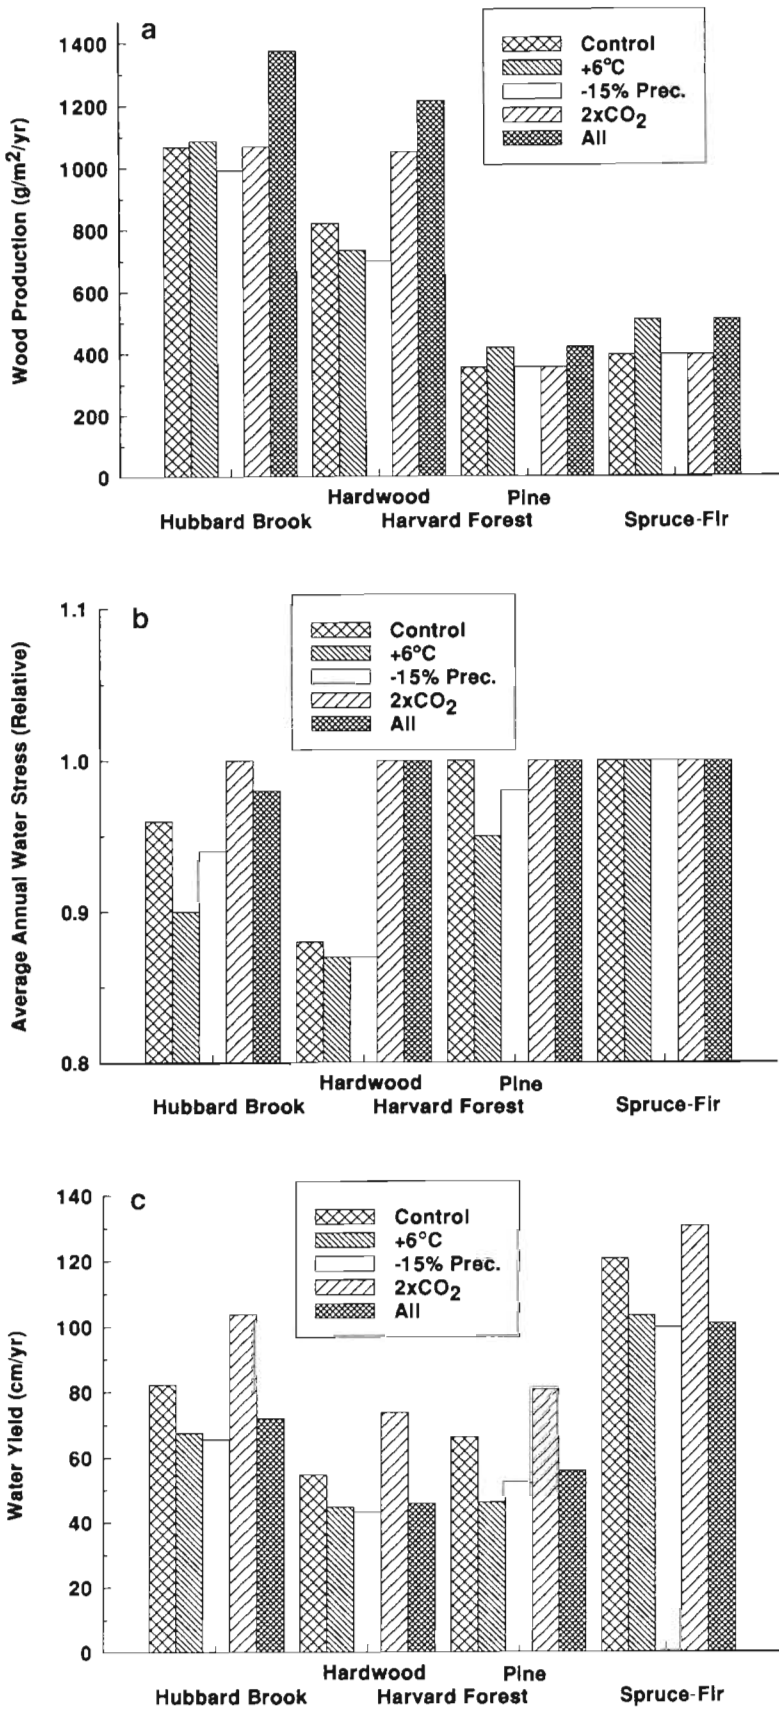 a
Control
+6°C
-15% Prec.
2xCO2
All
Wood Production (g/m2/yr)
1400
1200
1000
800
600
400
200
0
Hardwood Pine
Hubbard Brook Harvard Forest Spruce-Fir
b
Control
+6°C
-15% Prec.
2xCO2
All
Average Annual Water Stress (Relative)
1.1
1.0
0.9
0.8
Hardwood Pine
Hubbard Brook Harvard Forest Spruce-Fir
c
Control
+6°C
-15% Prec.
2xCO2
All
Water Yield (cm/yr)
140
120
100
80
60
40
20
0
Hardwood Pine
Hubbard Brook Harvard Forest Spruce-Fir